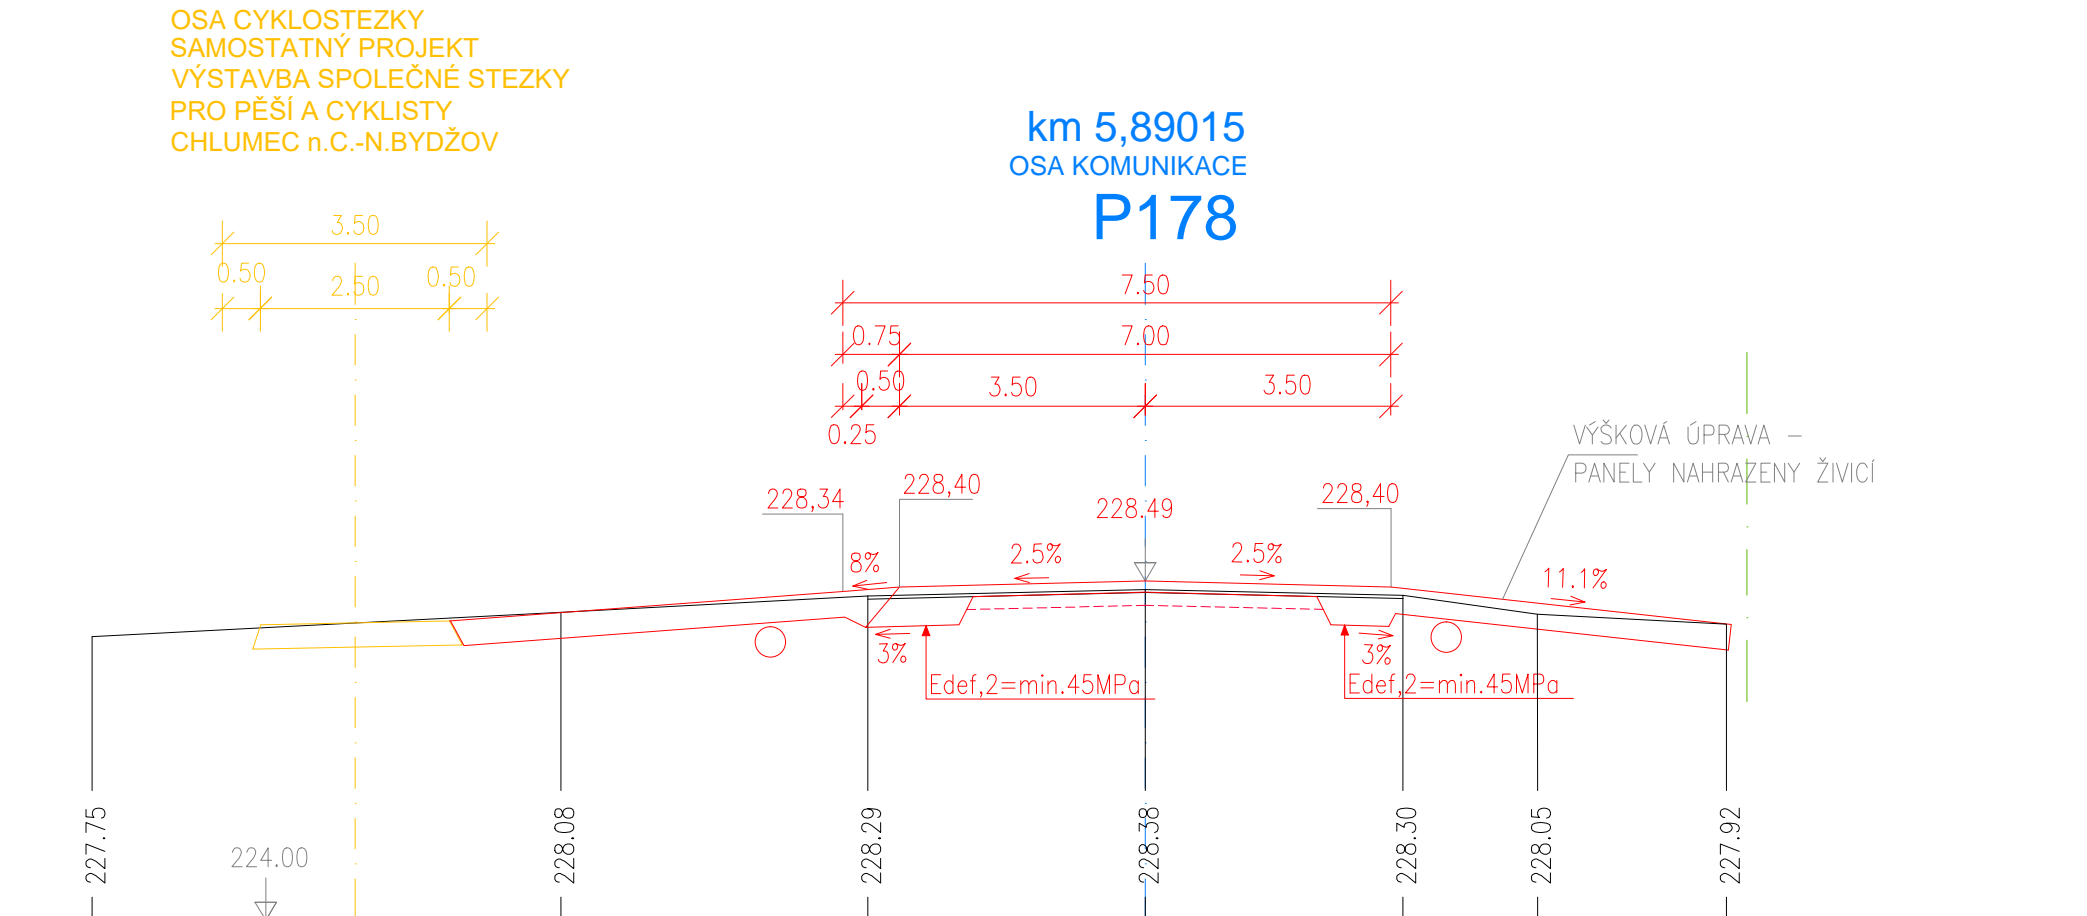 OSA CYKLOSTEZKY
SAMOSTATNÝ PROJEKT
VÝSTAVBA SPOLEČNÉ STEZKY
PRO PĚŠÍ A CYKLISTY
CHLUMEC n.C.-N.BYDŽOV
km 5,89015
OSA KOMUNIKACE
P178
3.50
0.50
2.50
0.50
7.50
0.75
7.00
0.50
3.50
3.50
0.25
VÝŠKOVÁ ÚPRAVA –
PANELY NAHRAZENY ŽIVICÍ
228,34
228,40
228.49
228,40
8%
2.5%
2.5%
11.1%
3%
3%
Edef,2=min.45MPa
Edef,2=min.45MPa
227.75
224.00
228.08
228.29
228.38
228.30
228.05
227.92